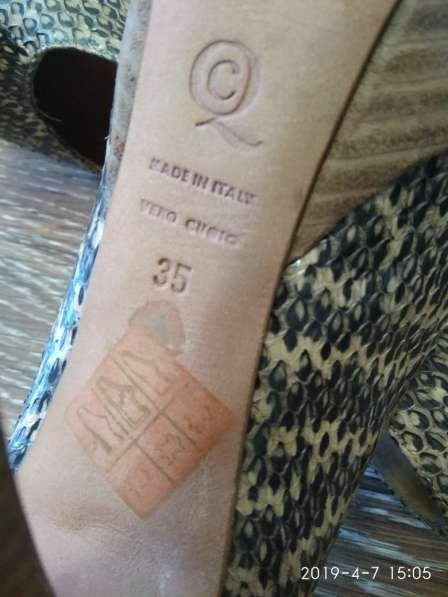 MADE IN ITALY
VERO CUOIO
35
2019-4-7 15:05